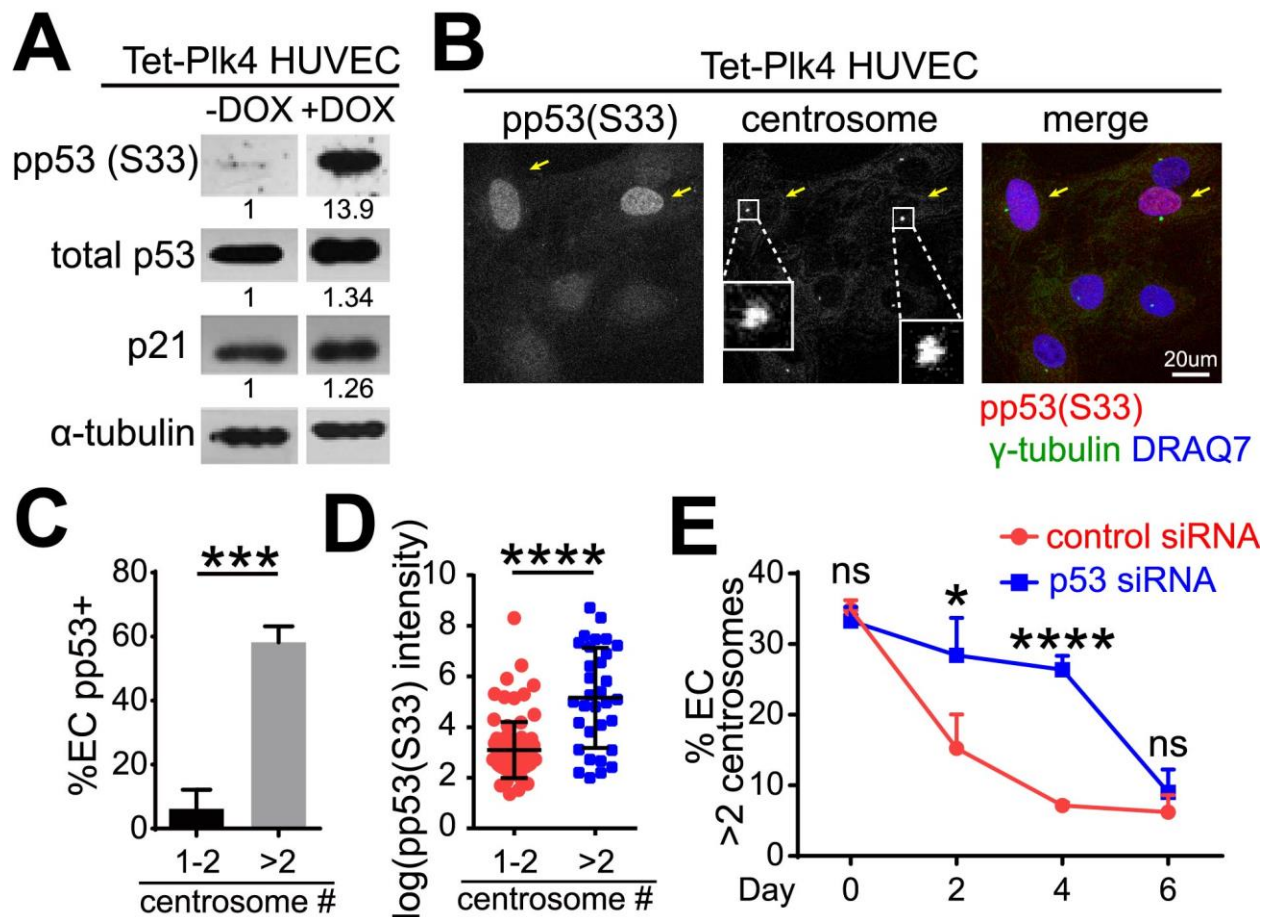 A
Tet-Plk4 HUVEC
-DOX +DOX
pp53 (S33)
1 13.9
total p53
1 1.34
p21
1 1.26
α-tubulin
B
Tet-Plk4 HUVEC
pp53(S33) centrosome merge
20um
pp53(S33)
γ-tubulin DRAQ7
C
***
%EC pp53+
80
60
40
20
0
1-2 >2
centrosome #
D
****
log(pp53(S33) intensity)
10
8
6
4
2
0
1-2 >2
centrosome #
E
control siRNA
p53 siRNA
% EC
>2 centrosomes
40
30
20
10
0
ns
*
****
ns
Day 0 2 4 6